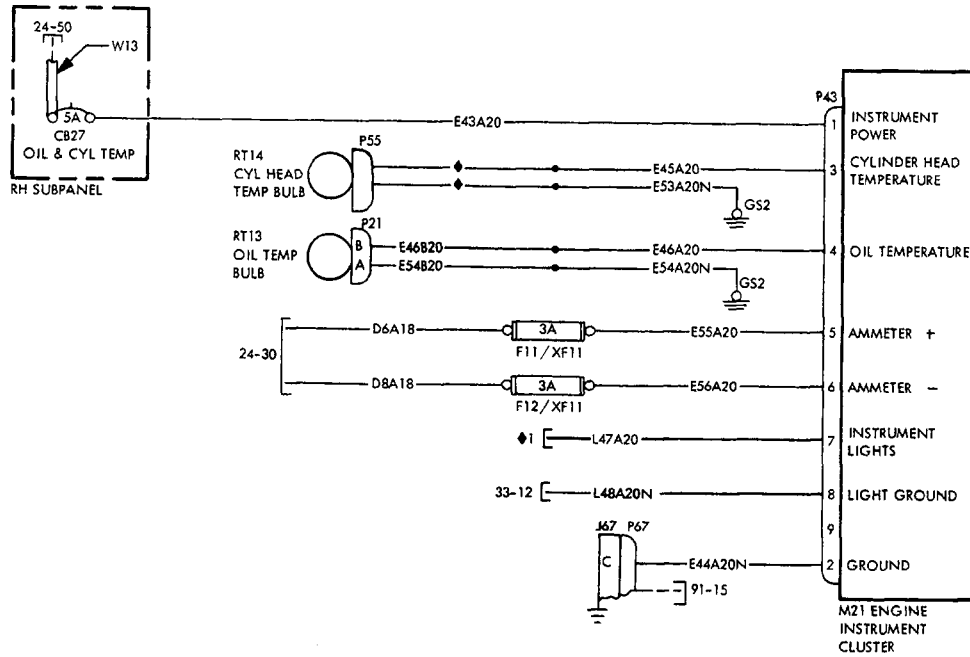 24-50
W13
5A
CB27
OIL & CYL TEMP
RH SUBPANEL
E43A20
P43
1
INSTRUMENT
POWER
P55
RT14
CYL HEAD
TEMP BULB
E45A20
3
CYLINDER HEAD
TEMPERATURE
E53A20N
GS2
P21
RT13
OIL TEMP
BULB
B
A
E46B20
E46A20
4
OIL TEMPERATURE
E54B20
E54A20N
GS2
24-30
D6A18
3A
F11/XF11
E55A20
5
AMMETER +
D8A18
3A
F12/XF11
E56A20
6
AMMETER −
♦1
L47A20
7
INSTRUMENT
LIGHTS
33-12
L48A20N
8
LIGHT GROUND
9
J67 P67
C
E44A20N
2
GROUND
91-15
M21 ENGINE
INSTRUMENT
CLUSTER